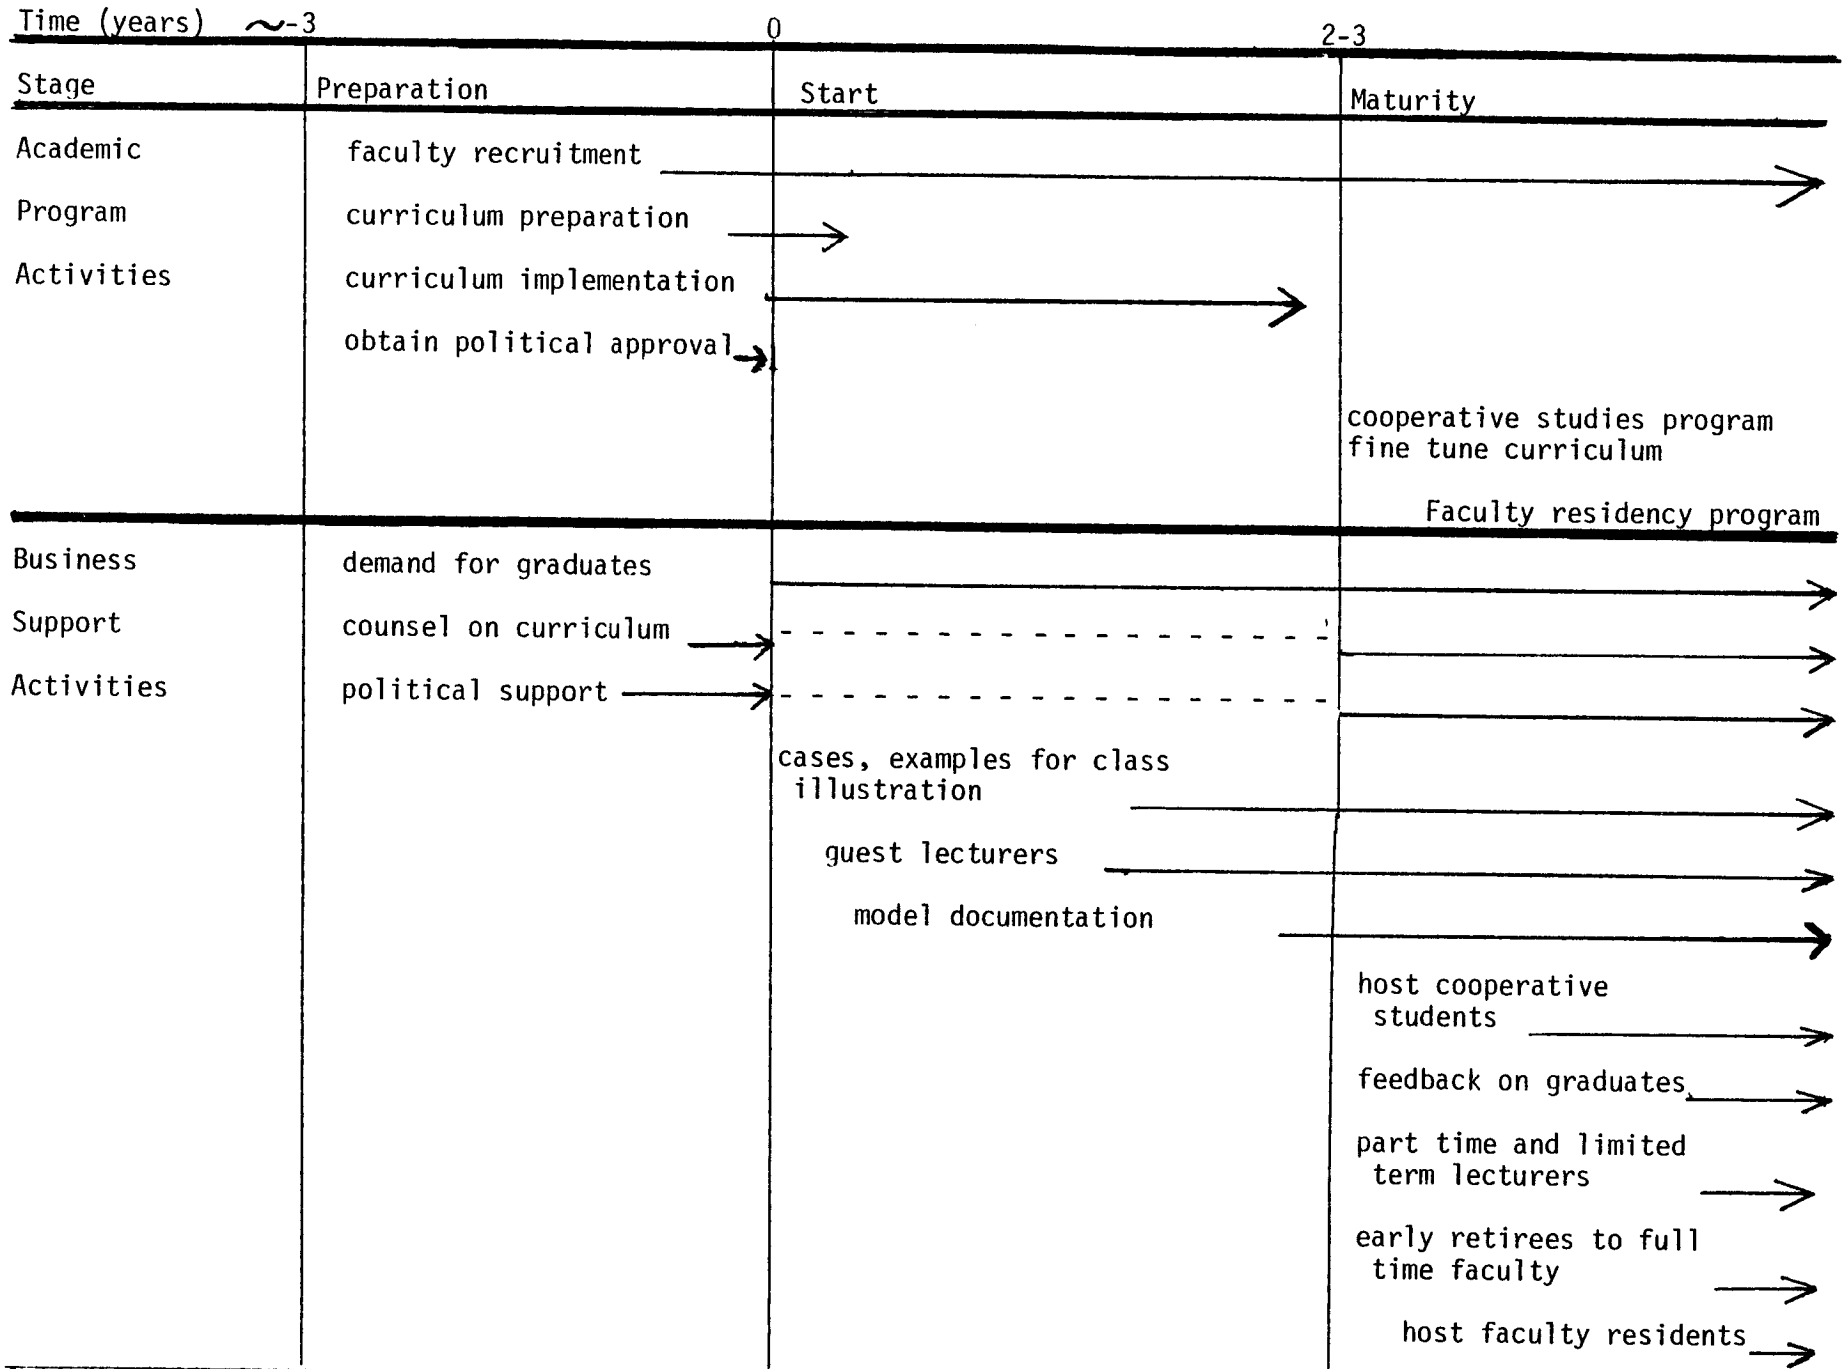 Time (years) ~-3 0 2-3
Stage Preparation Start Maturity
Academic faculty recruitment
Program curriculum preparation
Activities curriculum implementation
obtain political approval
cooperative studies program
fine tune curriculum
Faculty residency program
Business demand for graduates
Support counsel on curriculum
Activities political support
cases, examples for class
illustration
guest lecturers
model documentation
host cooperative
students
feedback on graduates
part time and limited
term lecturers
early retirees to full
time faculty
host faculty residents